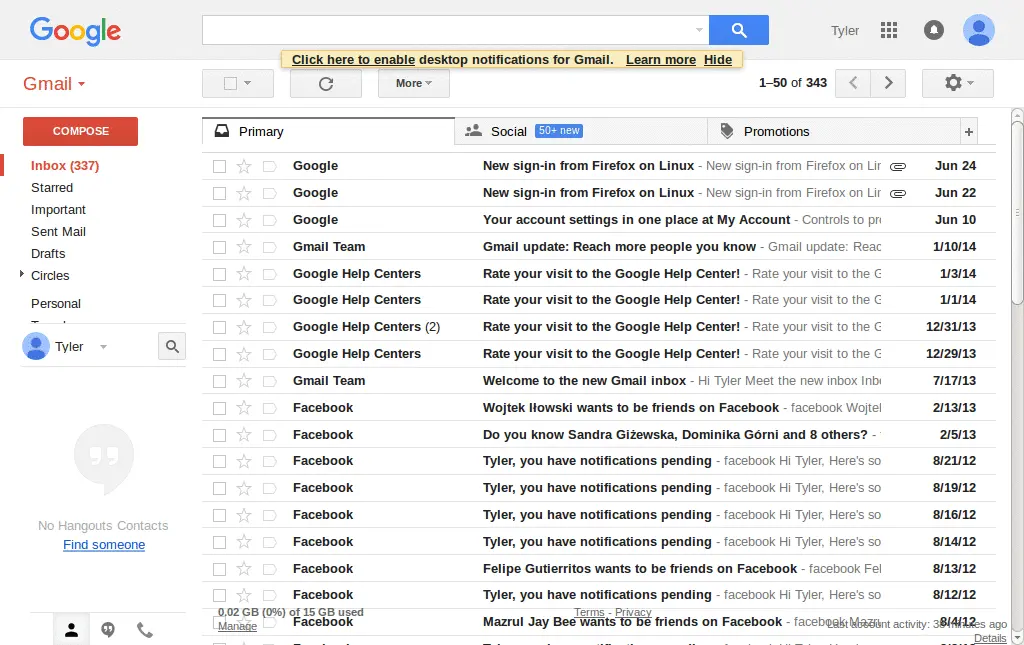 Google
Tyler
Click here to enable desktop notifications for Gmail. Learn more Hide
Gmail
More
1–50 of 343
COMPOSE
Inbox (337)
Starred
Important
Sent Mail
Drafts
Circles
Personal
Tyler
No Hangouts Contacts
Find someone
Primary
Social 50+ new
Promotions
+
Google New sign-in from Firefox on Linux - New sign-in from Firefox on Lin Jun 24
Google New sign-in from Firefox on Linux - New sign-in from Firefox on Lin Jun 22
Google Your account settings in one place at My Account - Controls to pro Jun 10
Gmail Team Gmail update: Reach more people you know - Gmail update: Reac 1/10/14
Google Help Centers Rate your visit to the Google Help Center! - Rate your visit to the G 1/3/14
Google Help Centers Rate your visit to the Google Help Center! - Rate your visit to the G 1/1/14
Google Help Centers (2) Rate your visit to the Google Help Center! - Rate your visit to the G 12/31/13
Google Help Centers Rate your visit to the Google Help Center! - Rate your visit to the G 12/29/13
Gmail Team Welcome to the new Gmail inbox - Hi Tyler Meet the new inbox Inbo 7/17/13
Facebook Wojtek Iłowski wants to be friends on Facebook - facebook Wojtek 2/13/13
Facebook Do you know Sandra Giżewska, Dominika Górni and 8 others? - 2/5/13
Facebook Tyler, you have notifications pending - facebook Hi Tyler, Here's so 8/21/12
Facebook Tyler, you have notifications pending - facebook Hi Tyler, Here's so 8/19/12
Facebook Tyler, you have notifications pending - facebook Hi Tyler, Here's so 8/16/12
Facebook Tyler, you have notifications pending - facebook Hi Tyler, Here's so 8/14/12
Facebook Felipe Gutierritos wants to be friends on Facebook - facebook Fel 8/13/12
Facebook Tyler, you have notifications pending - facebook Hi Tyler, Here's so 8/12/12
Facebook Mazrul Jay Bee wants to be friends on Facebook - facebook Mazru 8/4/12
0.02 GB (0%) of 15 GB used
Manage
Terms - Privacy
Last account activity: 38 minutes ago
Details